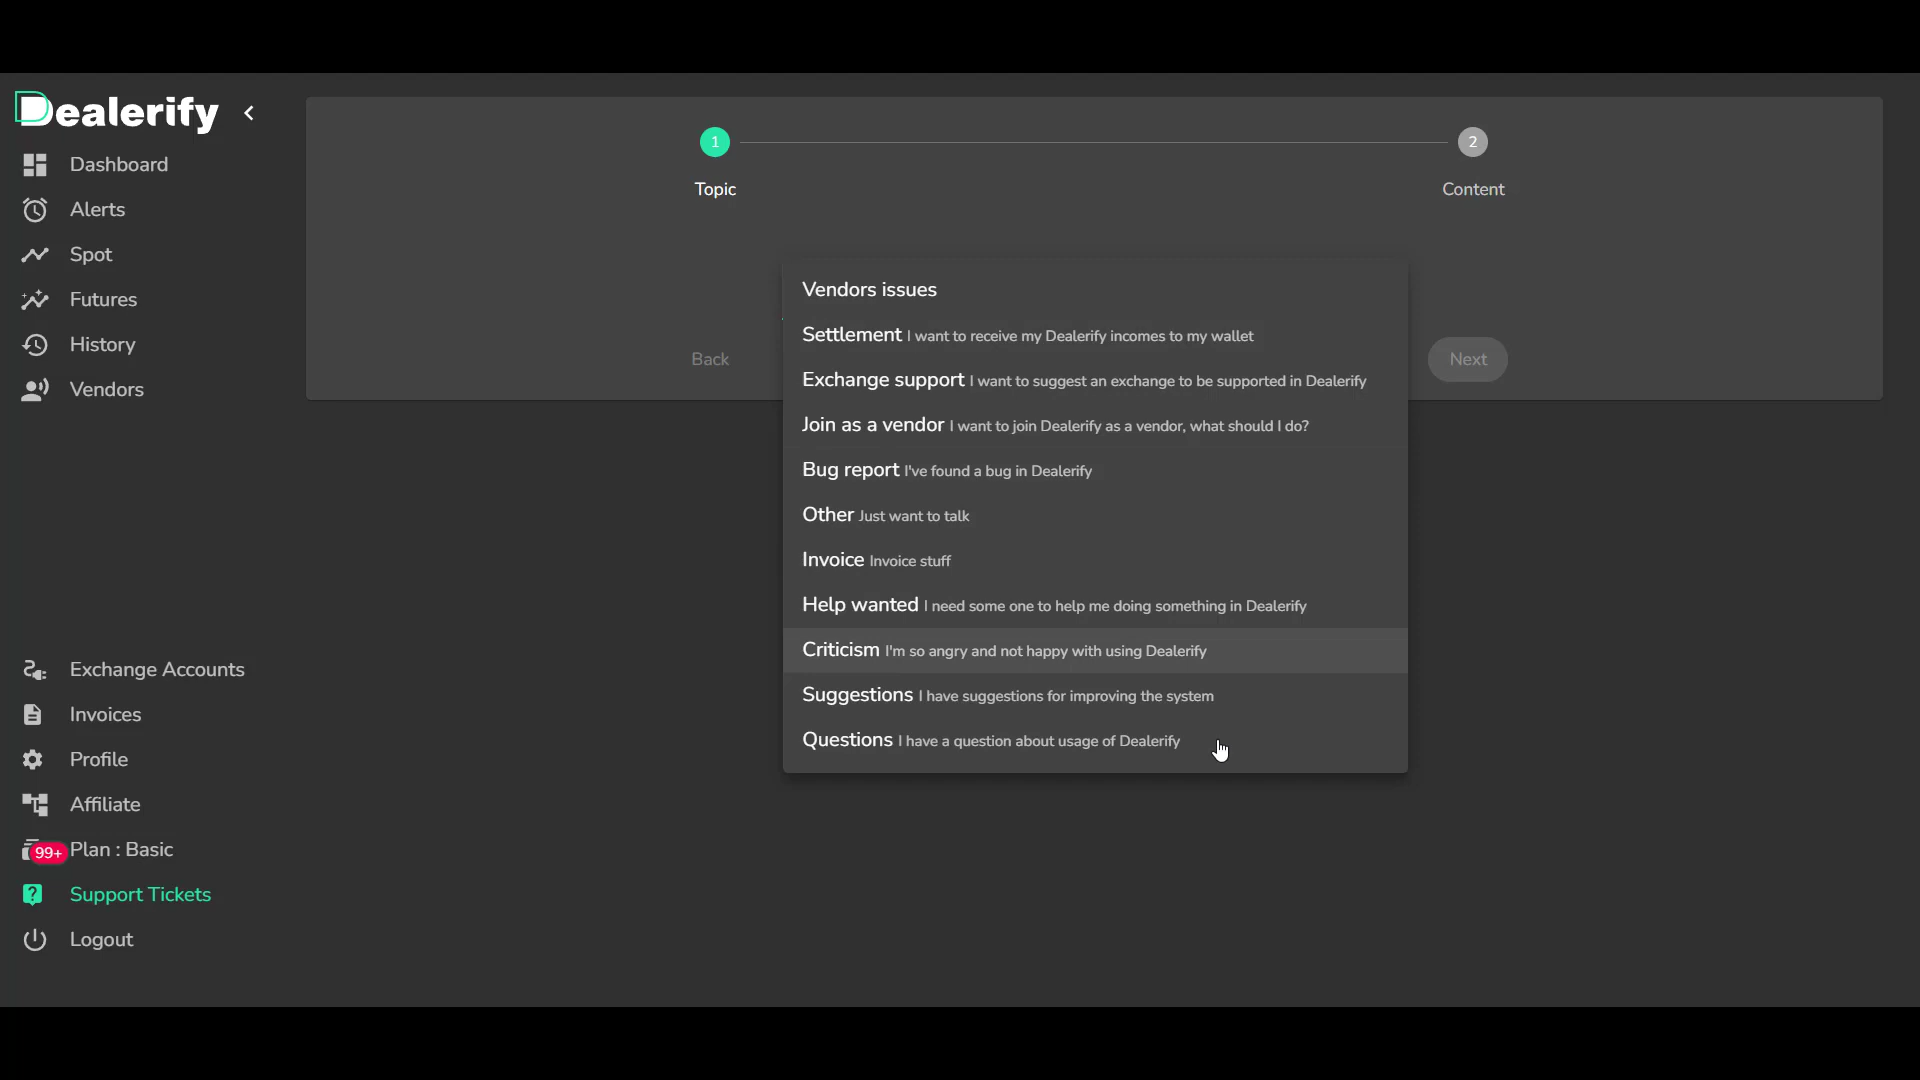 Dealerify
Dashboard
Alerts
Spot
Futures
History
Vendors
Exchange Accounts
Invoices
Profile
Affiliate
99+ Plan : Basic
Support Tickets
Logout
1
2
Topic
Content
Vendors issues
Settlement I want to receive my Dealerify incomes to my wallet
Exchange support I want to suggest an exchange to be supported in Dealerify
Join as a vendor I want to join Dealerify as a vendor, what should I do?
Bug report I've found a bug in Dealerify
Other Just want to talk
Invoice Invoice stuff
Help wanted I need some one to help me doing something in Dealerify
Criticism I'm so angry and not happy with using Dealerify
Suggestions I have suggestions for improving the system
Questions I have a question about usage of Dealerify
Back
Next